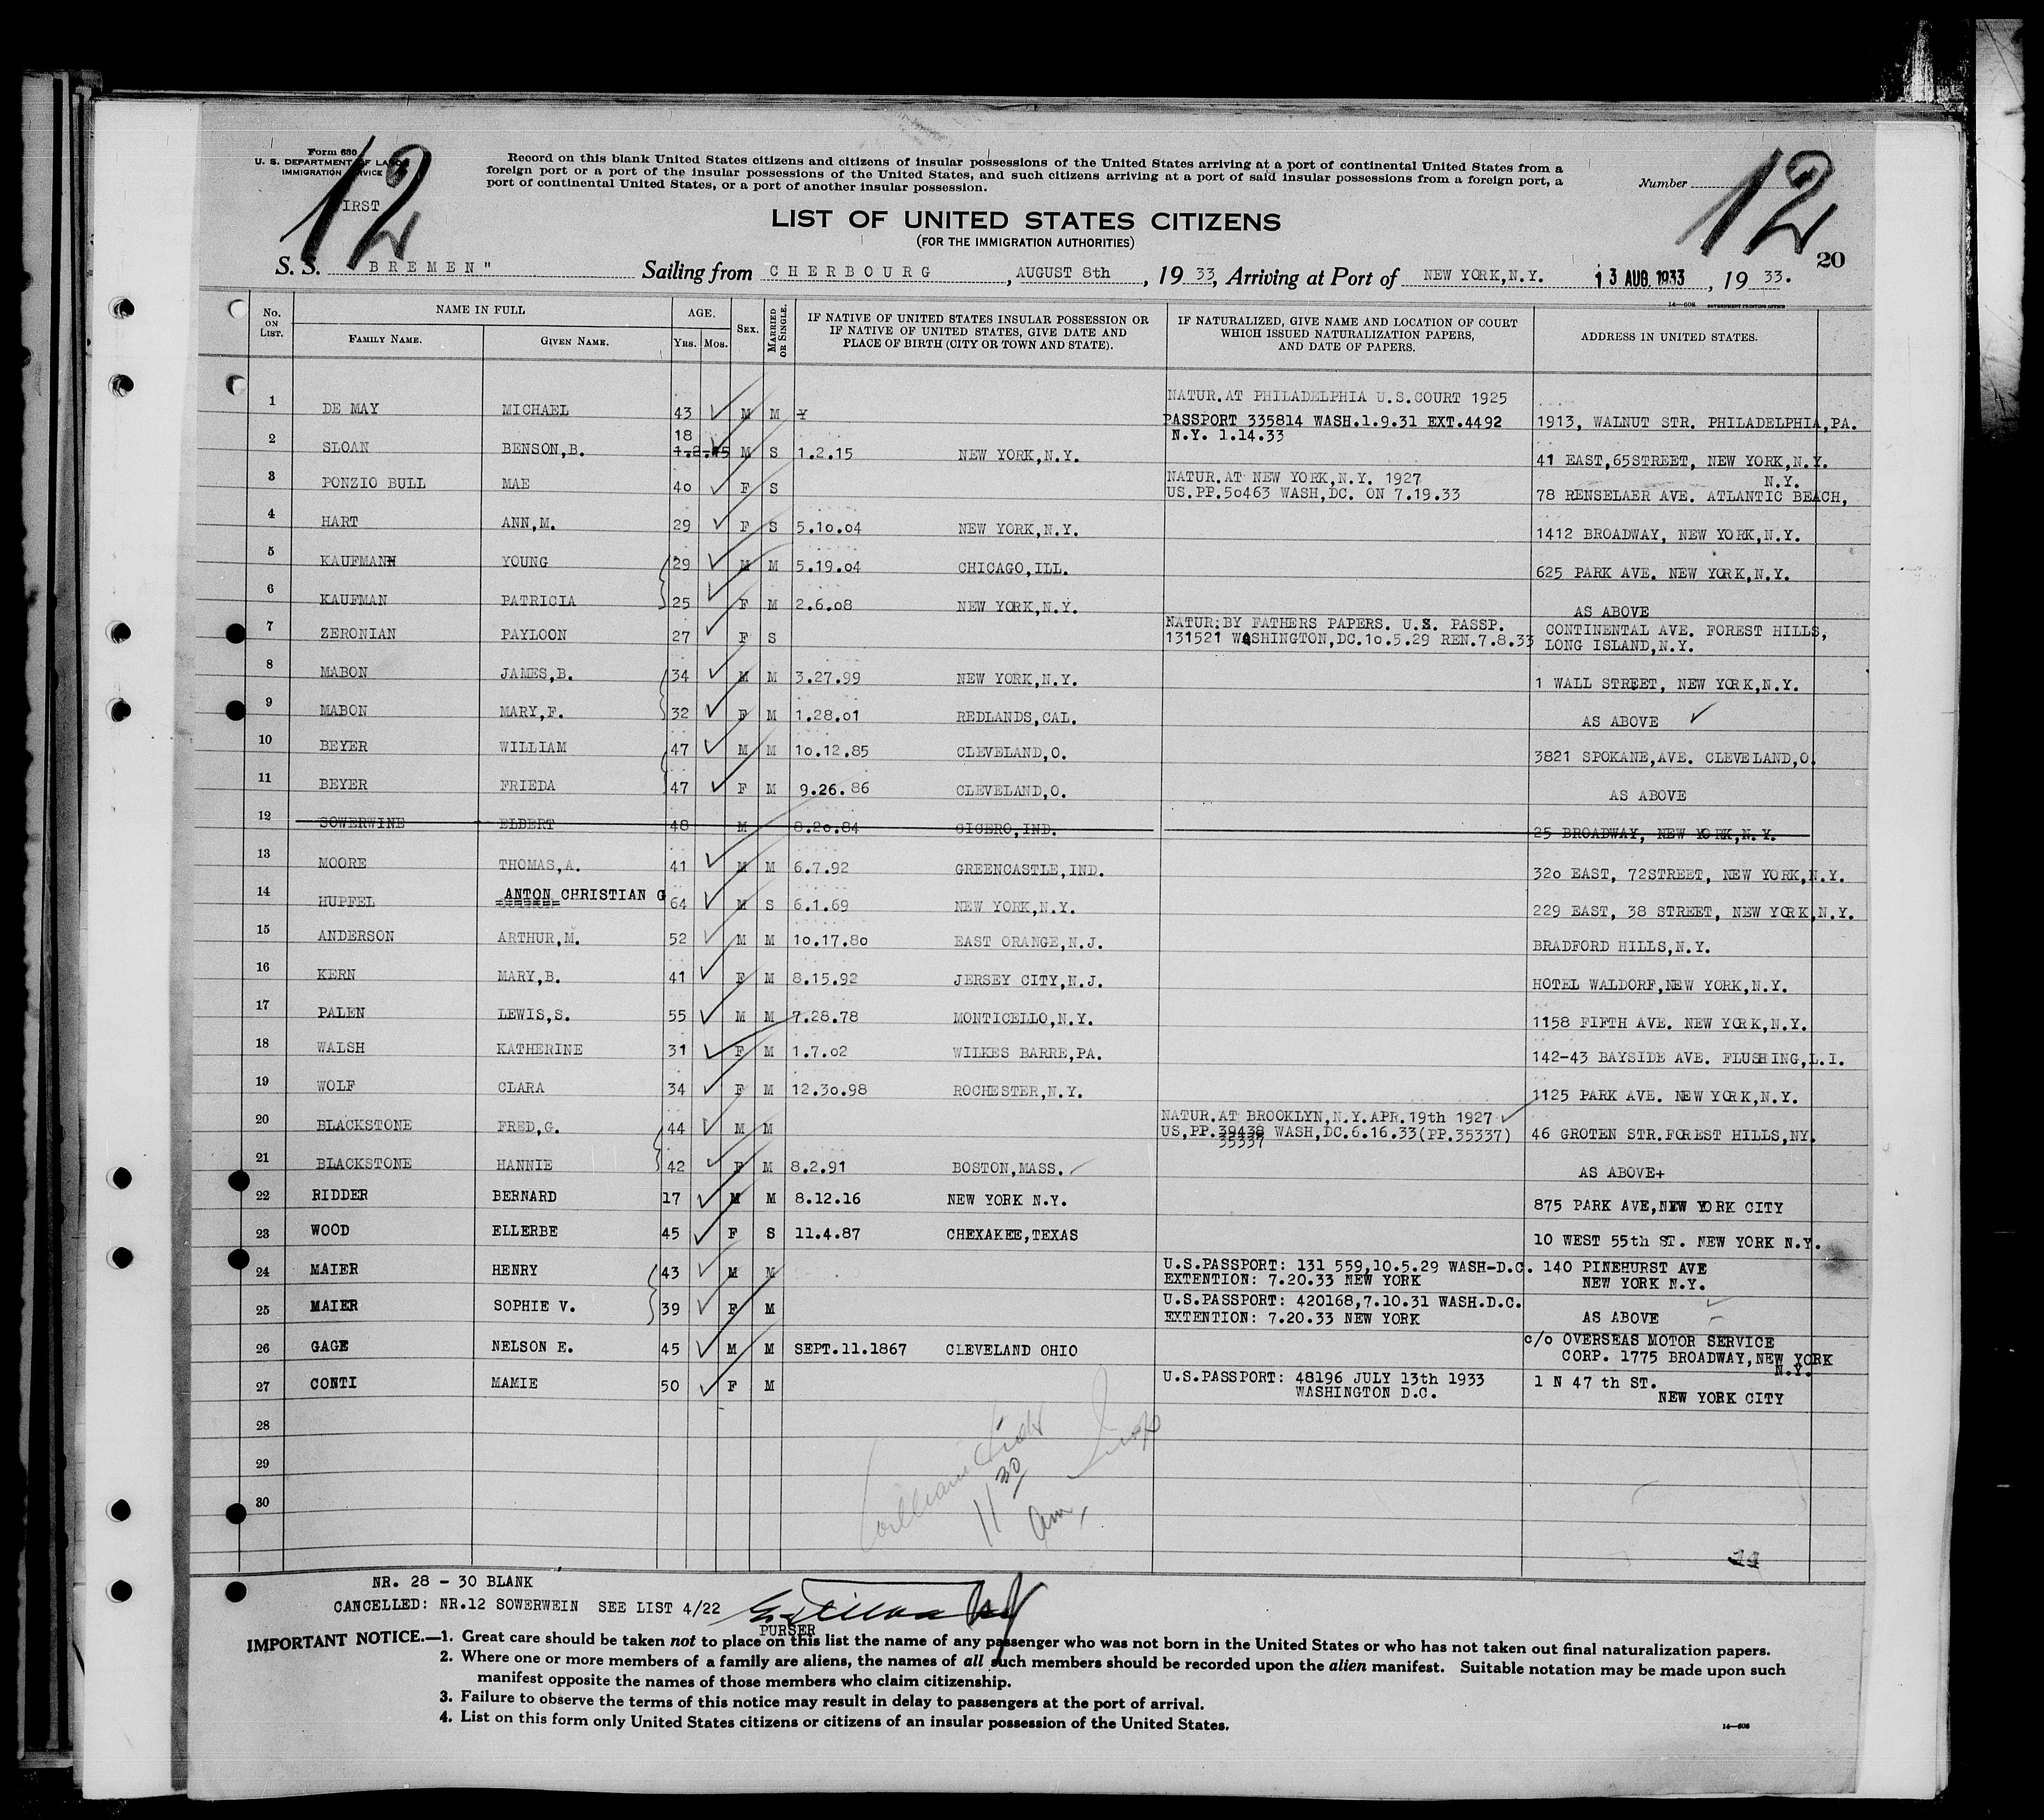 Form 630
U. S. DEPARTMENT OF LABOR
IMMIGRATION SERVICE
12
IRST
Record on this blank United States citizens and citizens of insular possessions of the United States arriving at a port of continental United States from a
foreign port or a port of the insular possessions of the United States, and such citizens arriving at a port of said insular possessions from a foreign port, a
port of continental United States, or a port of another insular possession.
Number
12
LIST OF UNITED STATES CITIZENS
(FOR THE IMMIGRATION AUTHORITIES)
20
S. S. BREMEN" Sailing from CHERBOURG, AUGUST 8th, 19 33, Arriving at Port of NEW YORK,N.Y. 13 AUG 1933, 19 33.
14—608 GOVERNMENT PRINTING OFFICE
No. ON LIST. NAME IN FULL FAMILY NAME. GIVEN NAME. AGE. YRS. MOS. SEX. MARRIED OR SINGLE. IF NATIVE OF UNITED STATES INSULAR POSSESSION OR IF NATIVE OF UNITED STATES, GIVE DATE AND PLACE OF BIRTH (CITY OR TOWN AND STATE). IF NATURALIZED, GIVE NAME AND LOCATION OF COURT WHICH ISSUED NATURALIZATION PAPERS, AND DATE OF PAPERS. ADDRESS IN UNITED STATES.
1 DE MAY MICHAEL 43 M M Y NATUR.AT PHILADELPHIA U.S.COURT 1925
PASSPORT 335814 WASH.1.9.31 EXT.4492 1913, WALNUT STR. PHILADELPHIA,PA.
N.Y. 1.14.33
2 SLOAN BENSON,B. 18 1.2.15 M S 1.2.15 NEW YORK,N.Y. 41 EAST,65STREET, NEW YORK,N.Y.
3 PONZIO BULL MAE 40 F S NATUR.AT NEW YORK,N.Y. 1927 N.Y.
US.PP.50463 WASH,DC. ON 7.19.33 78 RENSELAER AVE. ATLANTIC BEACH,
4 HART ANN,M. 29 F S 5.10.04 NEW YORK,N.Y. 1412 BROADWAY, NEW YORK,N.Y.
5 KAUFMANN YOUNG 29 M M 5.19.04 CHICAGO,ILL. 625 PARK AVE. NEW YORK,N.Y.
6 KAUFMAN PATRICIA 25 F M 2.6.08 NEW YORK,N.Y. AS ABOVE
7 ZERONIAN PAYLOON 27 F S NATUR:BY FATHERS PAPERS. U.S. PASSP. CONTINENTAL AVE. FOREST HILLS,
131521 WASHINGTON,DC.10.5.29 REN.7.8.33 LONG ISLAND,N.Y.
8 MABON JAMES,B. 34 M M 3.27.99 NEW YORK,N.Y. 1 WALL STREET, NEW YORK,N.Y.
9 MABON MARY,F. 32 F M 1.28.01 REDLANDS,CAL. AS ABOVE
10 BEYER WILLIAM 47 M M 10.12.85 CLEVELAND,O. 3821 SPOKANE,AVE. CLEVELAND,O.
11 BEYER FRIEDA 47 F M 9.26.86 CLEVELAND,O. AS ABOVE
12 SOWERWINE ELBERT 48 M 8.20.84 CICERO,IND. 25 BROADWAY, NEW YORK,N.Y.
13 MOORE THOMAS,A. 41 M M 6.7.92 GREENCASTLE,IND. 320 EAST, 72STREET, NEW YORK,N.Y.
14 HUPFEL ANTON CHRISTIAN G 64 M S 6.1.69 NEW YORK,N.Y. 229 EAST, 38 STREET, NEW YORK,N.Y.
15 ANDERSON ARTHUR,M. 52 M M 10.17.80 EAST ORANGE,N.J. BRADFORD HILLS,N.Y.
16 KERN MARY,B. 41 F M 8.15.92 JERSEY CITY,N.J. HOTEL WALDORF,NEW YORK,N.Y.
17 PALEN LEWIS,S. 55 M M 7.28.78 MONTICELLO,N.Y. 1158 FIFTH AVE. NEW YORK,N.Y.
18 WALSH KATHERINE 31 F M 1.7.02 WILKES BARRE,PA. 142-43 BAYSIDE AVE. FLUSHING,L.I.
19 WOLF CLARA 34 F M 12.30.98 ROCHESTER,N.Y. 1125 PARK AVE. NEW YORK,N.Y.
20 BLACKSTONE FRED,G. 44 M M NATUR.AT BROOKLYN,N.Y.APR.19th 1927
US,PP.39438 WASH,DC.6.16.33(PP.35337) 46 GROTEN STR.FOREST HILLS,NY.
35337
21 BLACKSTONE HANNIE 42 F M 8.2.91 BOSTON,MASS. AS ABOVE+
22 RIDDER BERNARD 17 M M 8.12.16 NEW YORK N.Y. 875 PARK AVE,NEW YORK CITY
23 WOOD ELLERBE 45 F S 11.4.87 CHEXAKEE,TEXAS 10 WEST 55th ST. NEW YORK N.Y.
24 MAIER HENRY 43 M M U.S.PASSPORT: 131 559,10.5.29 WASH-D.C. 140 PINEHURST AVE
EXTENTION: 7.20.33 NEW YORK NEW YORK N.Y.
25 MAIER SOPHIE V. 39 F M U.S.PASSPORT: 420168,7.10.31 WASH.D.C.
EXTENTION: 7.20.33 NEW YORK AS ABOVE
26 GAGE NELSON E. 45 M M SEPT.11.1867 CLEVELAND OHIO c/o OVERSEAS MOTOR SERVICE
CORP. 1775 BROADWAY,NEW YORK
N.Y.
27 CONTI MAMIE 50 F M U.S.PASSPORT: 48196 JULY 13th 1933 1 N 47 th ST.
WASHINGTON D.C. NEW YORK CITY
28
29
30
11 30
am,
NR. 28 - 30 BLANK
CANCELLED: NR.12 SOWERWEIN SEE LIST 4/22
PURSER
IMPORTANT NOTICE.—1. Great care should be taken not to place on this list the name of any passenger who was not born in the United States or who has not taken out final naturalization papers.
2. Where one or more members of a family are aliens, the names of all such members should be recorded upon the alien manifest. Suitable notation may be made upon such
manifest opposite the names of those members who claim citizenship.
3. Failure to observe the terms of this notice may result in delay to passengers at the port of arrival.
4. List on this form only United States citizens or citizens of an insular possession of the United States.
14—608